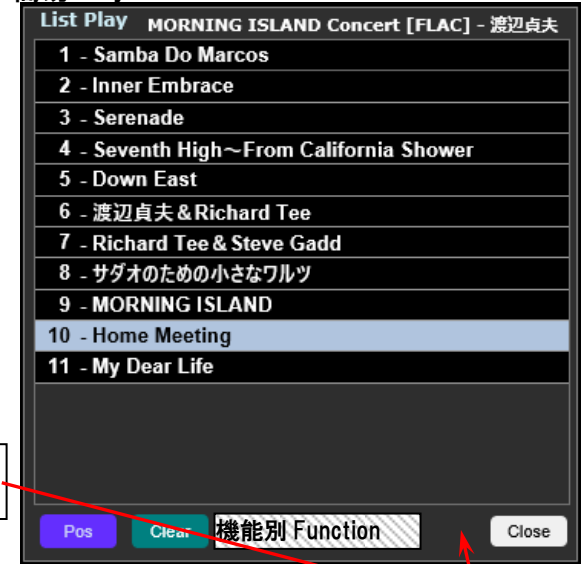 List Play MORNING ISLAND Concert [FLAC] - 渡辺貞夫
1 - Samba Do Marcos
2 - Inner Embrace
3 - Serenade
4 - Seventh High～From California Shower
5 - Down East
6 - 渡辺貞夫＆Richard Tee
7 - Richard Tee＆Steve Gadd
8 - サダオのための小さなワルツ
9 - MORNING ISLAND
10 - Home Meeting
11 - My Dear Life
Pos Clear 機能別 Function Close